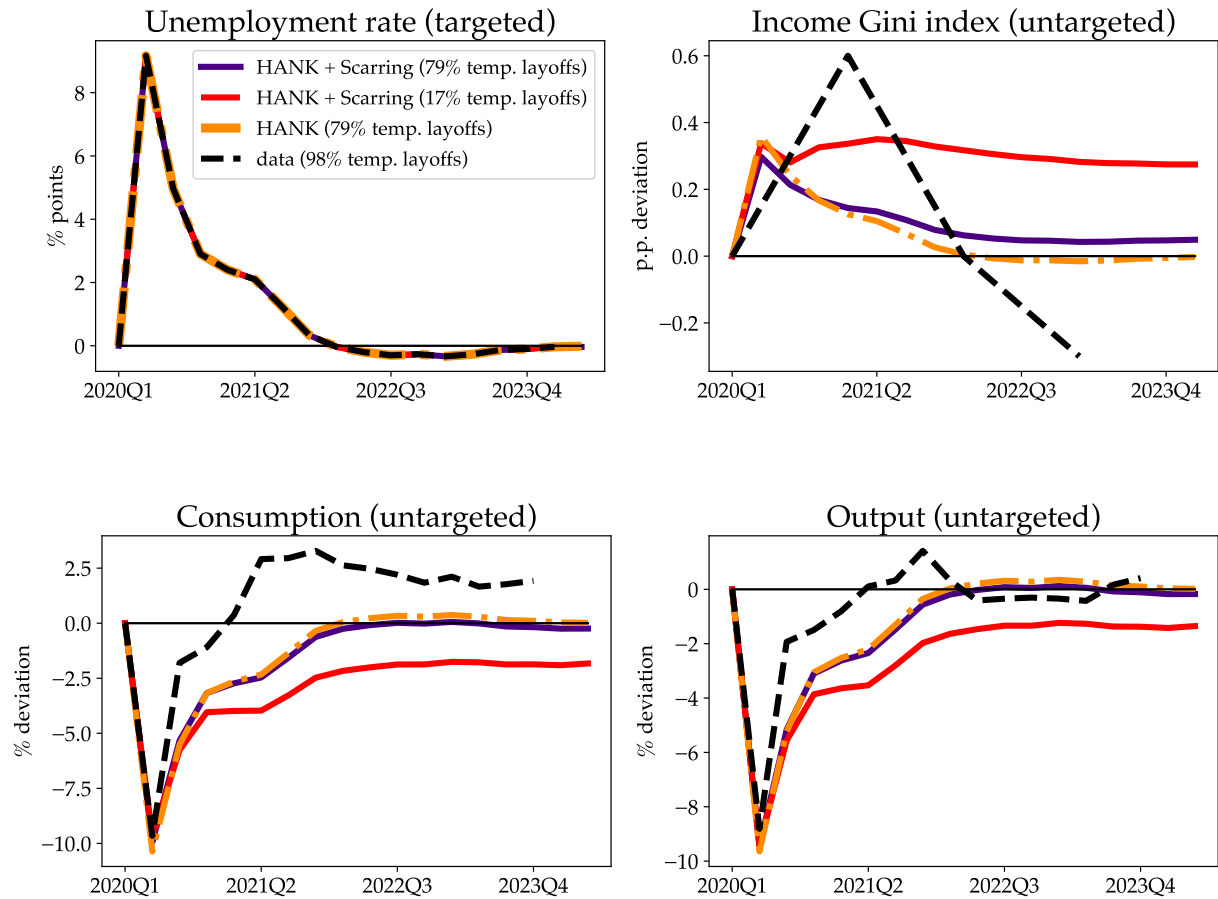 Unemployment rate (targeted)
% points
8
6
4
2
0
2020Q1
2021Q2
2022Q3
2023Q4
HANK + Scarring (79% temp. layoffs)
HANK + Scarring (17% temp. layoffs)
HANK (79% temp. layoffs)
data (98% temp. layoffs)
Income Gini index (untargeted)
p.p. deviation
0.6
0.4
0.2
0.0
−0.2
2020Q1
2021Q2
2022Q3
2023Q4
Consumption (untargeted)
% deviation
2.5
0.0
−2.5
−5.0
−7.5
−10.0
2020Q1
2021Q2
2022Q3
2023Q4
Output (untargeted)
% deviation
0
−2
−4
−6
−8
−10
2020Q1
2021Q2
2022Q3
2023Q4